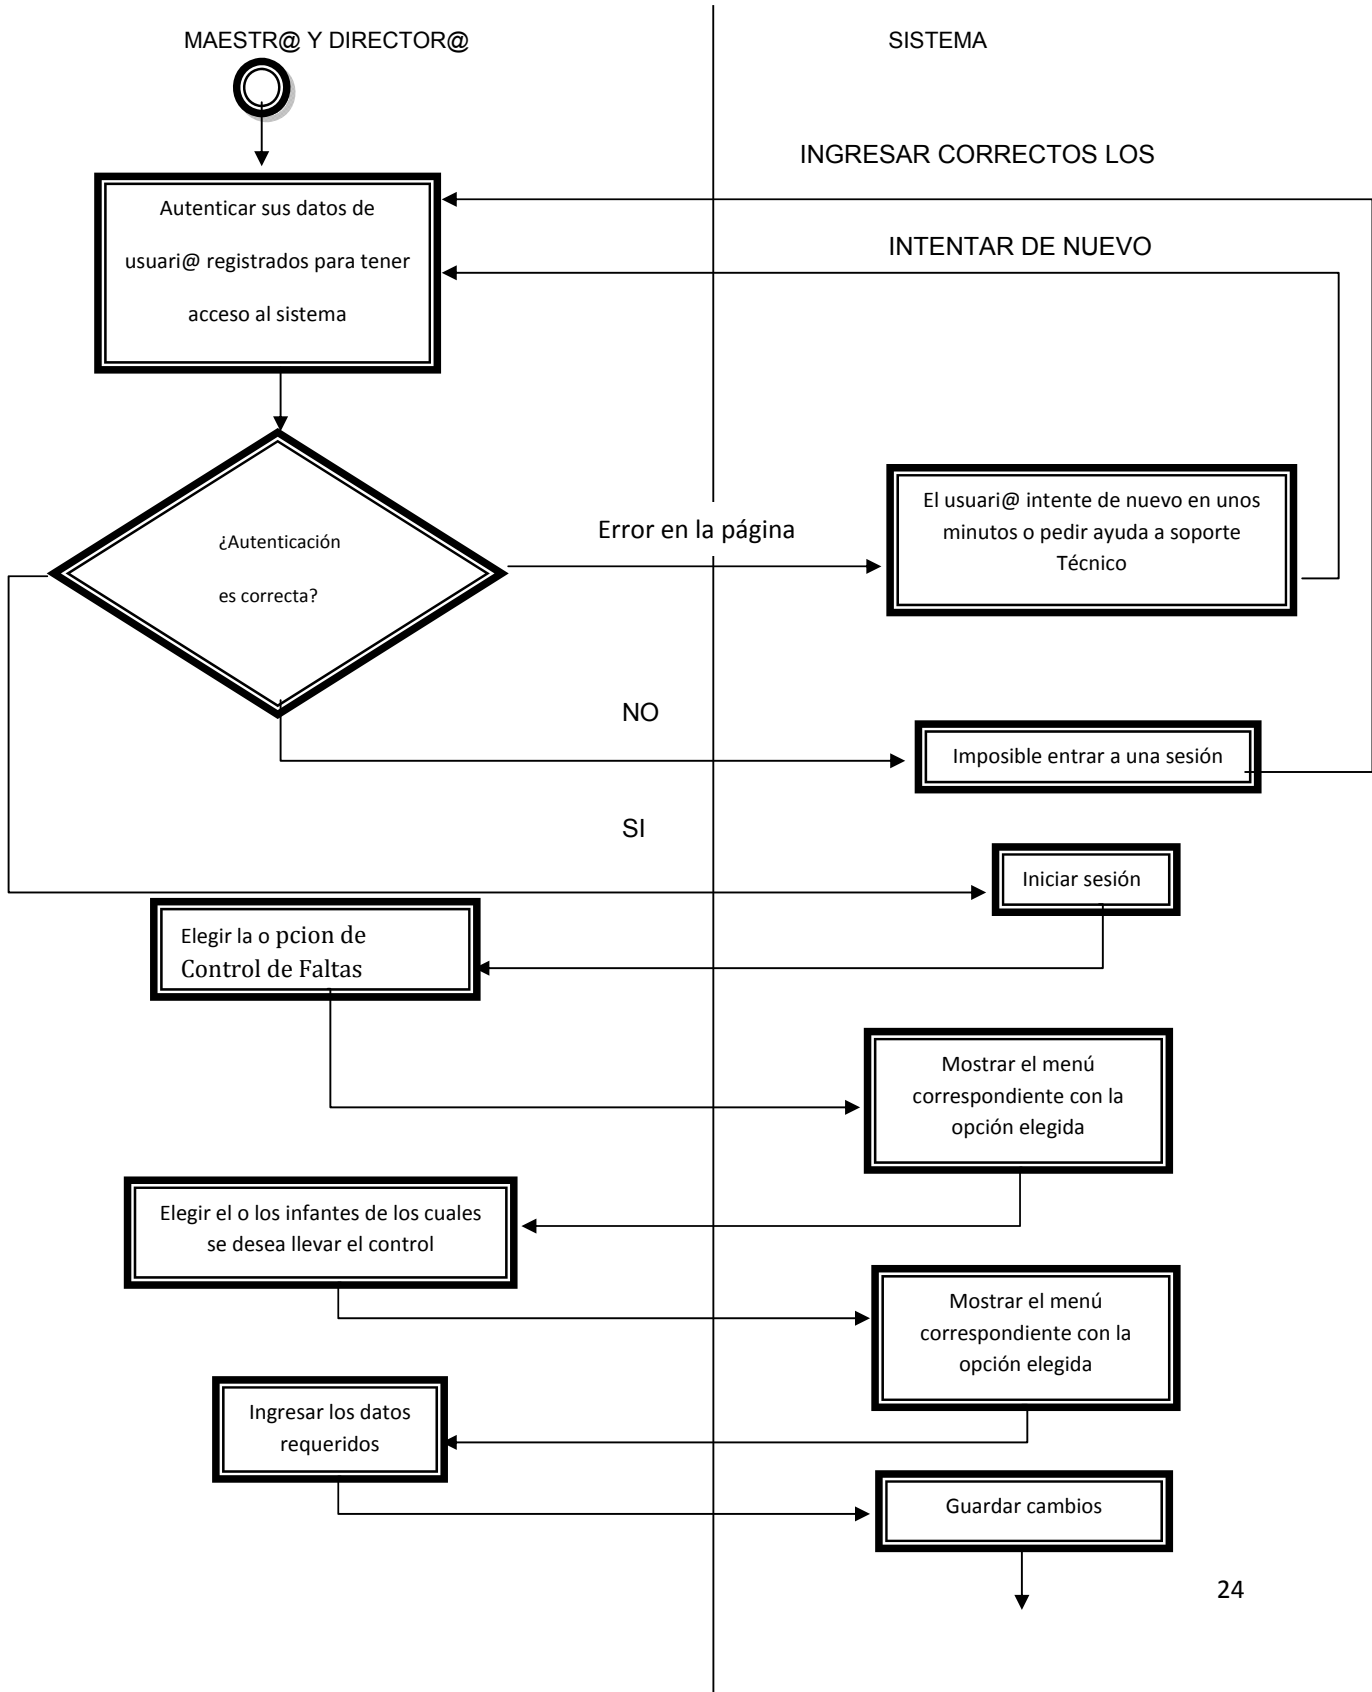 MAESTR@ Y DIRECTOR@
SISTEMA
INGRESAR CORRECTOS LOS
Autenticar sus datos de
usuari@ registrados para tener
acceso al sistema
INTENTAR DE NUEVO
¿Autenticación
es correcta?
Error en la página
El usuari@ intente de nuevo en unos
minutos o pedir ayuda a soporte
Técnico
NO
Imposible entrar a una sesión
SI
Iniciar sesión
Elegir la o pcion de
Control de Faltas
Mostrar el menú
correspondiente con la
opción elegida
Elegir el o los infantes de los cuales
se desea llevar el control
Mostrar el menú
correspondiente con la
opción elegida
Ingresar los datos
requeridos
Guardar cambios
24